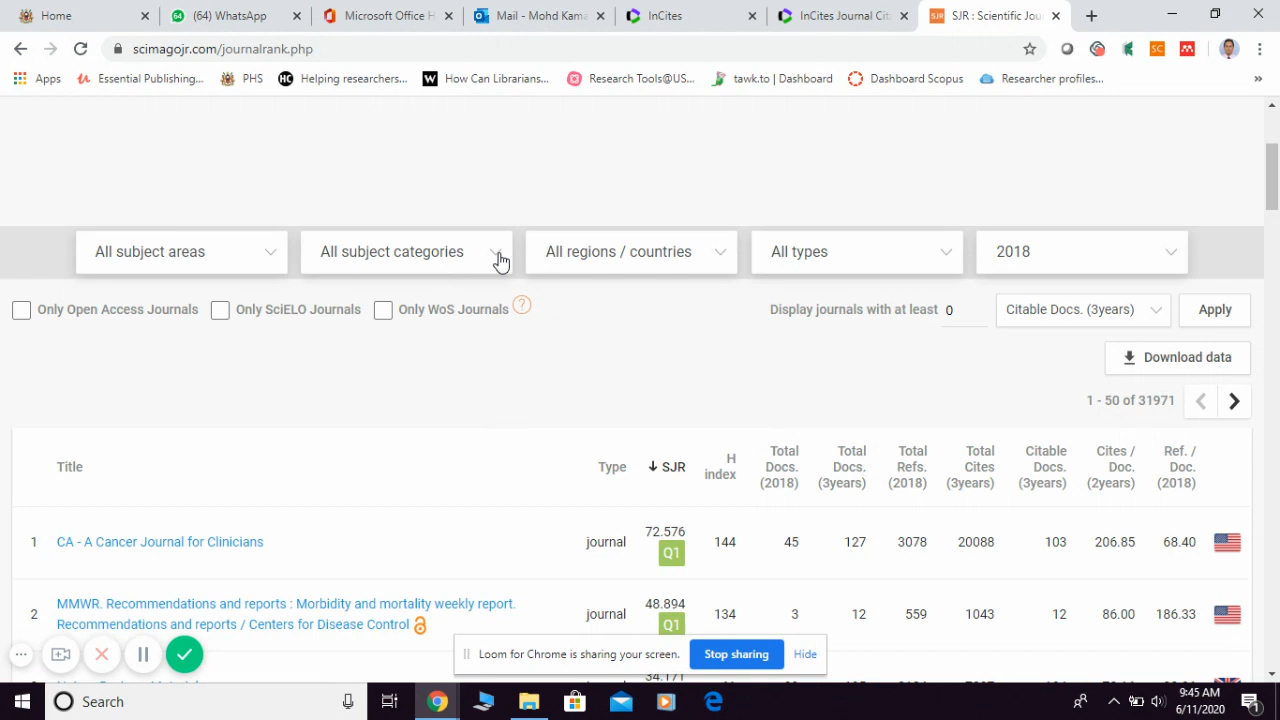 Home
(64) WhatsApp
Microsoft Office H
Mail - Mohd Kama
InCites
InCites Journal Cita
SJR SJR : Scientific Jou
scimagojr.com/journalrank.php
Apps
Essential Publishing...
PHS
HC Helping researchers...
W How Can Librarians...
Research Tools@US...
tawk.to | Dashboard
Dashboard Scopus
Researcher profiles...
All subject areas
All subject categories
All regions / countries
All types
2018
Only Open Access Journals
Only SciELO Journals
Only WoS Journals ?
Display journals with at least 0
Citable Docs. (3years)
Apply
Download data
1 - 50 of 31971
Title Type SJR H index Total Docs. (2018) Total Docs. (3years) Total Refs. (2018) Total Cites (3years) Citable Docs. (3years) Cites / Doc. (2years) Ref. / Doc. (2018)
1 CA - A Cancer Journal for Clinicians journal 72.576 Q1 144 45 127 3078 20088 103 206.85 68.40
2 MMWR. Recommendations and reports : Morbidity and mortality weekly report. Recommendations and reports / Centers for Disease Control journal 48.894 Q1 134 3 12 559 1043 12 86.00 186.33
34.171
Loom for Chrome is sharing your screen.
Stop sharing
Hide
Search
9:45 AM
6/11/2020